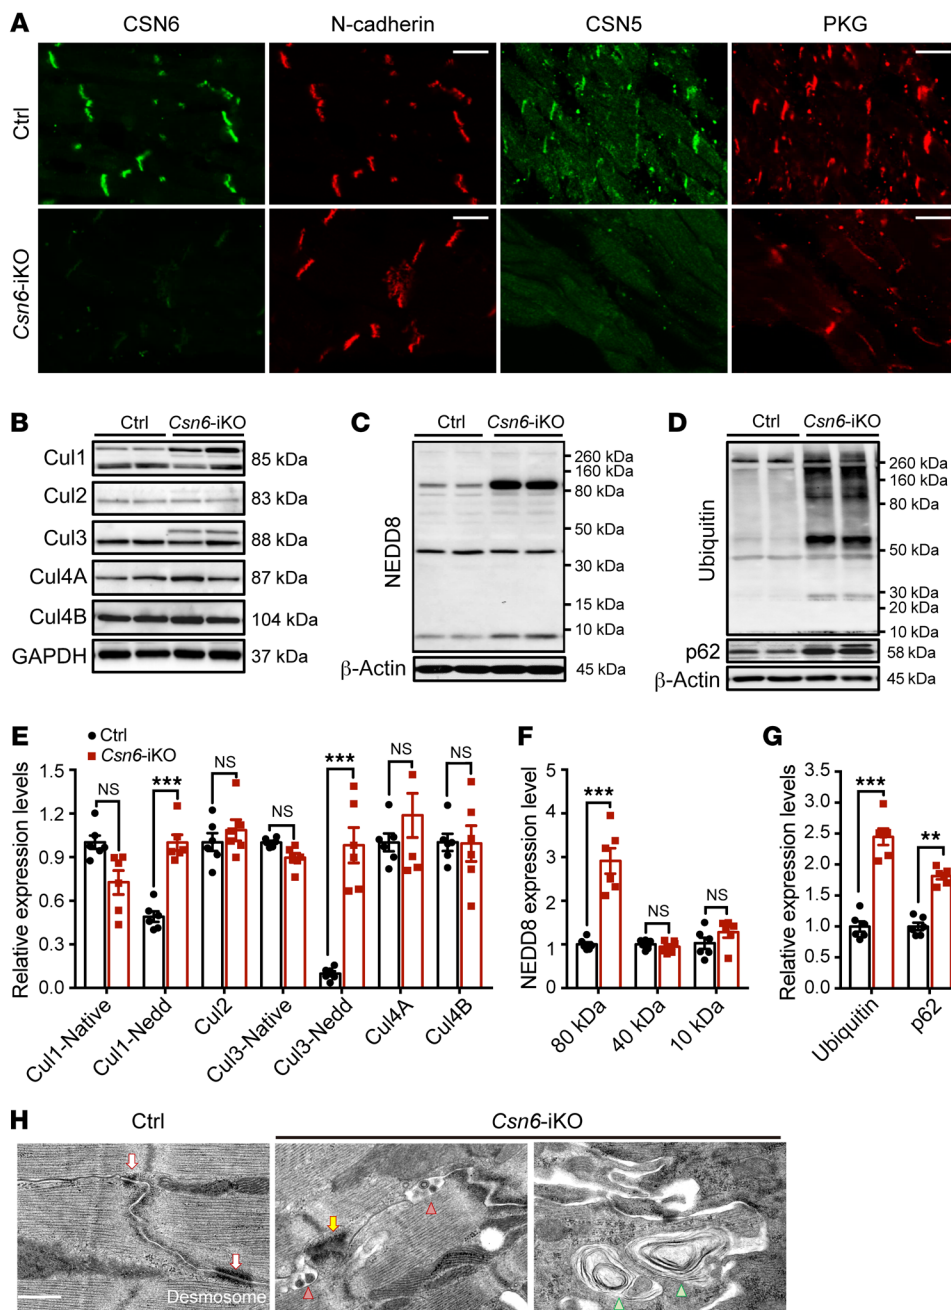 A
CSN6 N-cadherin CSN5 PKG
Ctrl
Csn6-iKO
B
Ctrl Csn6-iKO
Cul1 85 kDa
Cul2 83 kDa
Cul3 88 kDa
Cul4A 87 kDa
Cul4B 104 kDa
GAPDH 37 kDa
C
Ctrl Csn6-iKO
NEDD8
260 kDa
160 kDa
80 kDa
50 kDa
30 kDa
15 kDa
10 kDa
β-Actin 45 kDa
D
Ctrl Csn6-iKO
Ubiquitin
260 kDa
160 kDa
80 kDa
50 kDa
30 kDa
20 kDa
10 kDa
p62 58 kDa
β-Actin 45 kDa
E
Ctrl
Csn6-iKO
Relative expression levels
1.5
1.2
0.9
0.6
0.3
0.0
NS *** NS NS *** NS NS
Cul1-Native Cul1-Nedd Cul2 Cul3-Native Cul3-Nedd Cul4A Cul4B
F
NEDD8 expression level
5
4
3
2
1
0
*** NS NS
80 kDa 40 kDa 10 kDa
G
Relative expression levels
3.5
3.0
2.5
2.0
1.5
1.0
0.5
0.0
*** **
Ubiquitin p62
H
Ctrl Csn6-iKO
Desmosome